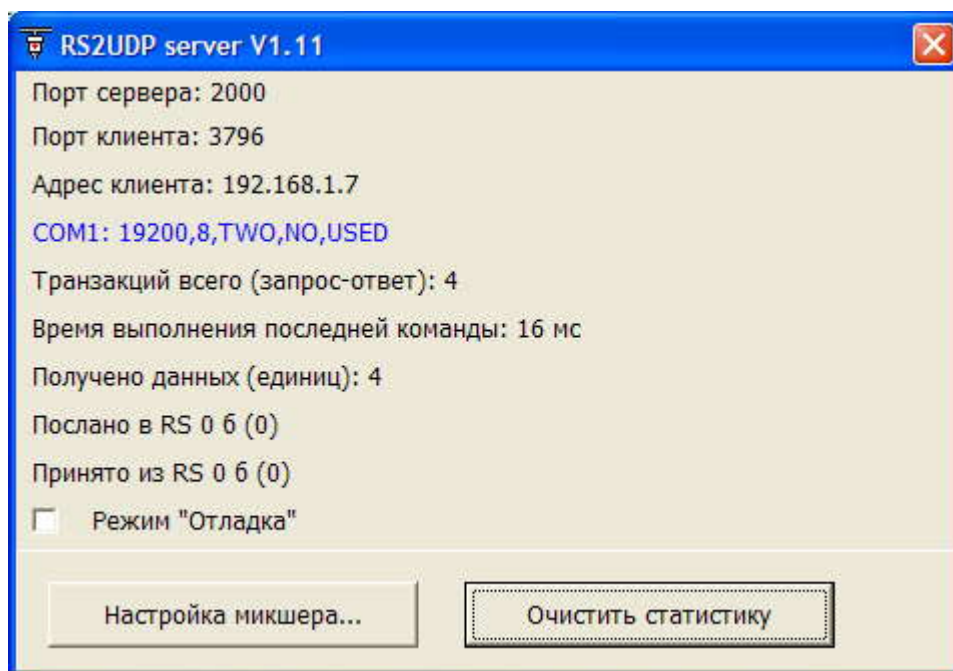 RS2UDP server V1.11
Порт сервера: 2000
Порт клиента: 3796
Адрес клиента: 192.168.1.7
COM1: 19200,8,TWO,NO,USED
Транзакций всего (запрос-ответ): 4
Время выполнения последней команды: 16 мс
Получено данных (единиц): 4
Послано в RS 0 б (0)
Принято из RS 0 б (0)
Режим "Отладка"
Настройка микшера... Очистить статистику